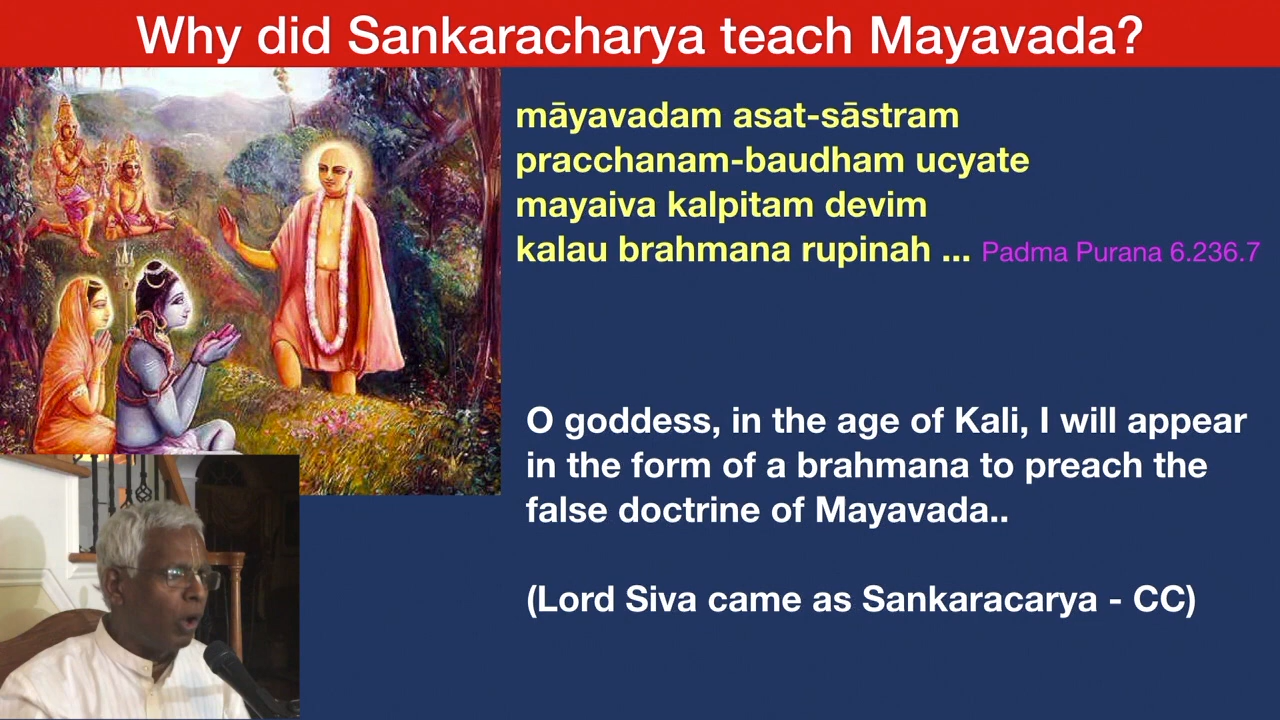 Why did Sankaracharya teach Mayavada?
māyavadam asat-sāstram
pracchanam-baudham ucyate
mayaiva kalpitam devim
kalau brahmana rupinah ... Padma Purana 6.236.7
O goddess, in the age of Kali, I will appear
in the form of a brahmana to preach the
false doctrine of Mayavada..
(Lord Siva came as Sankaracarya - CC)